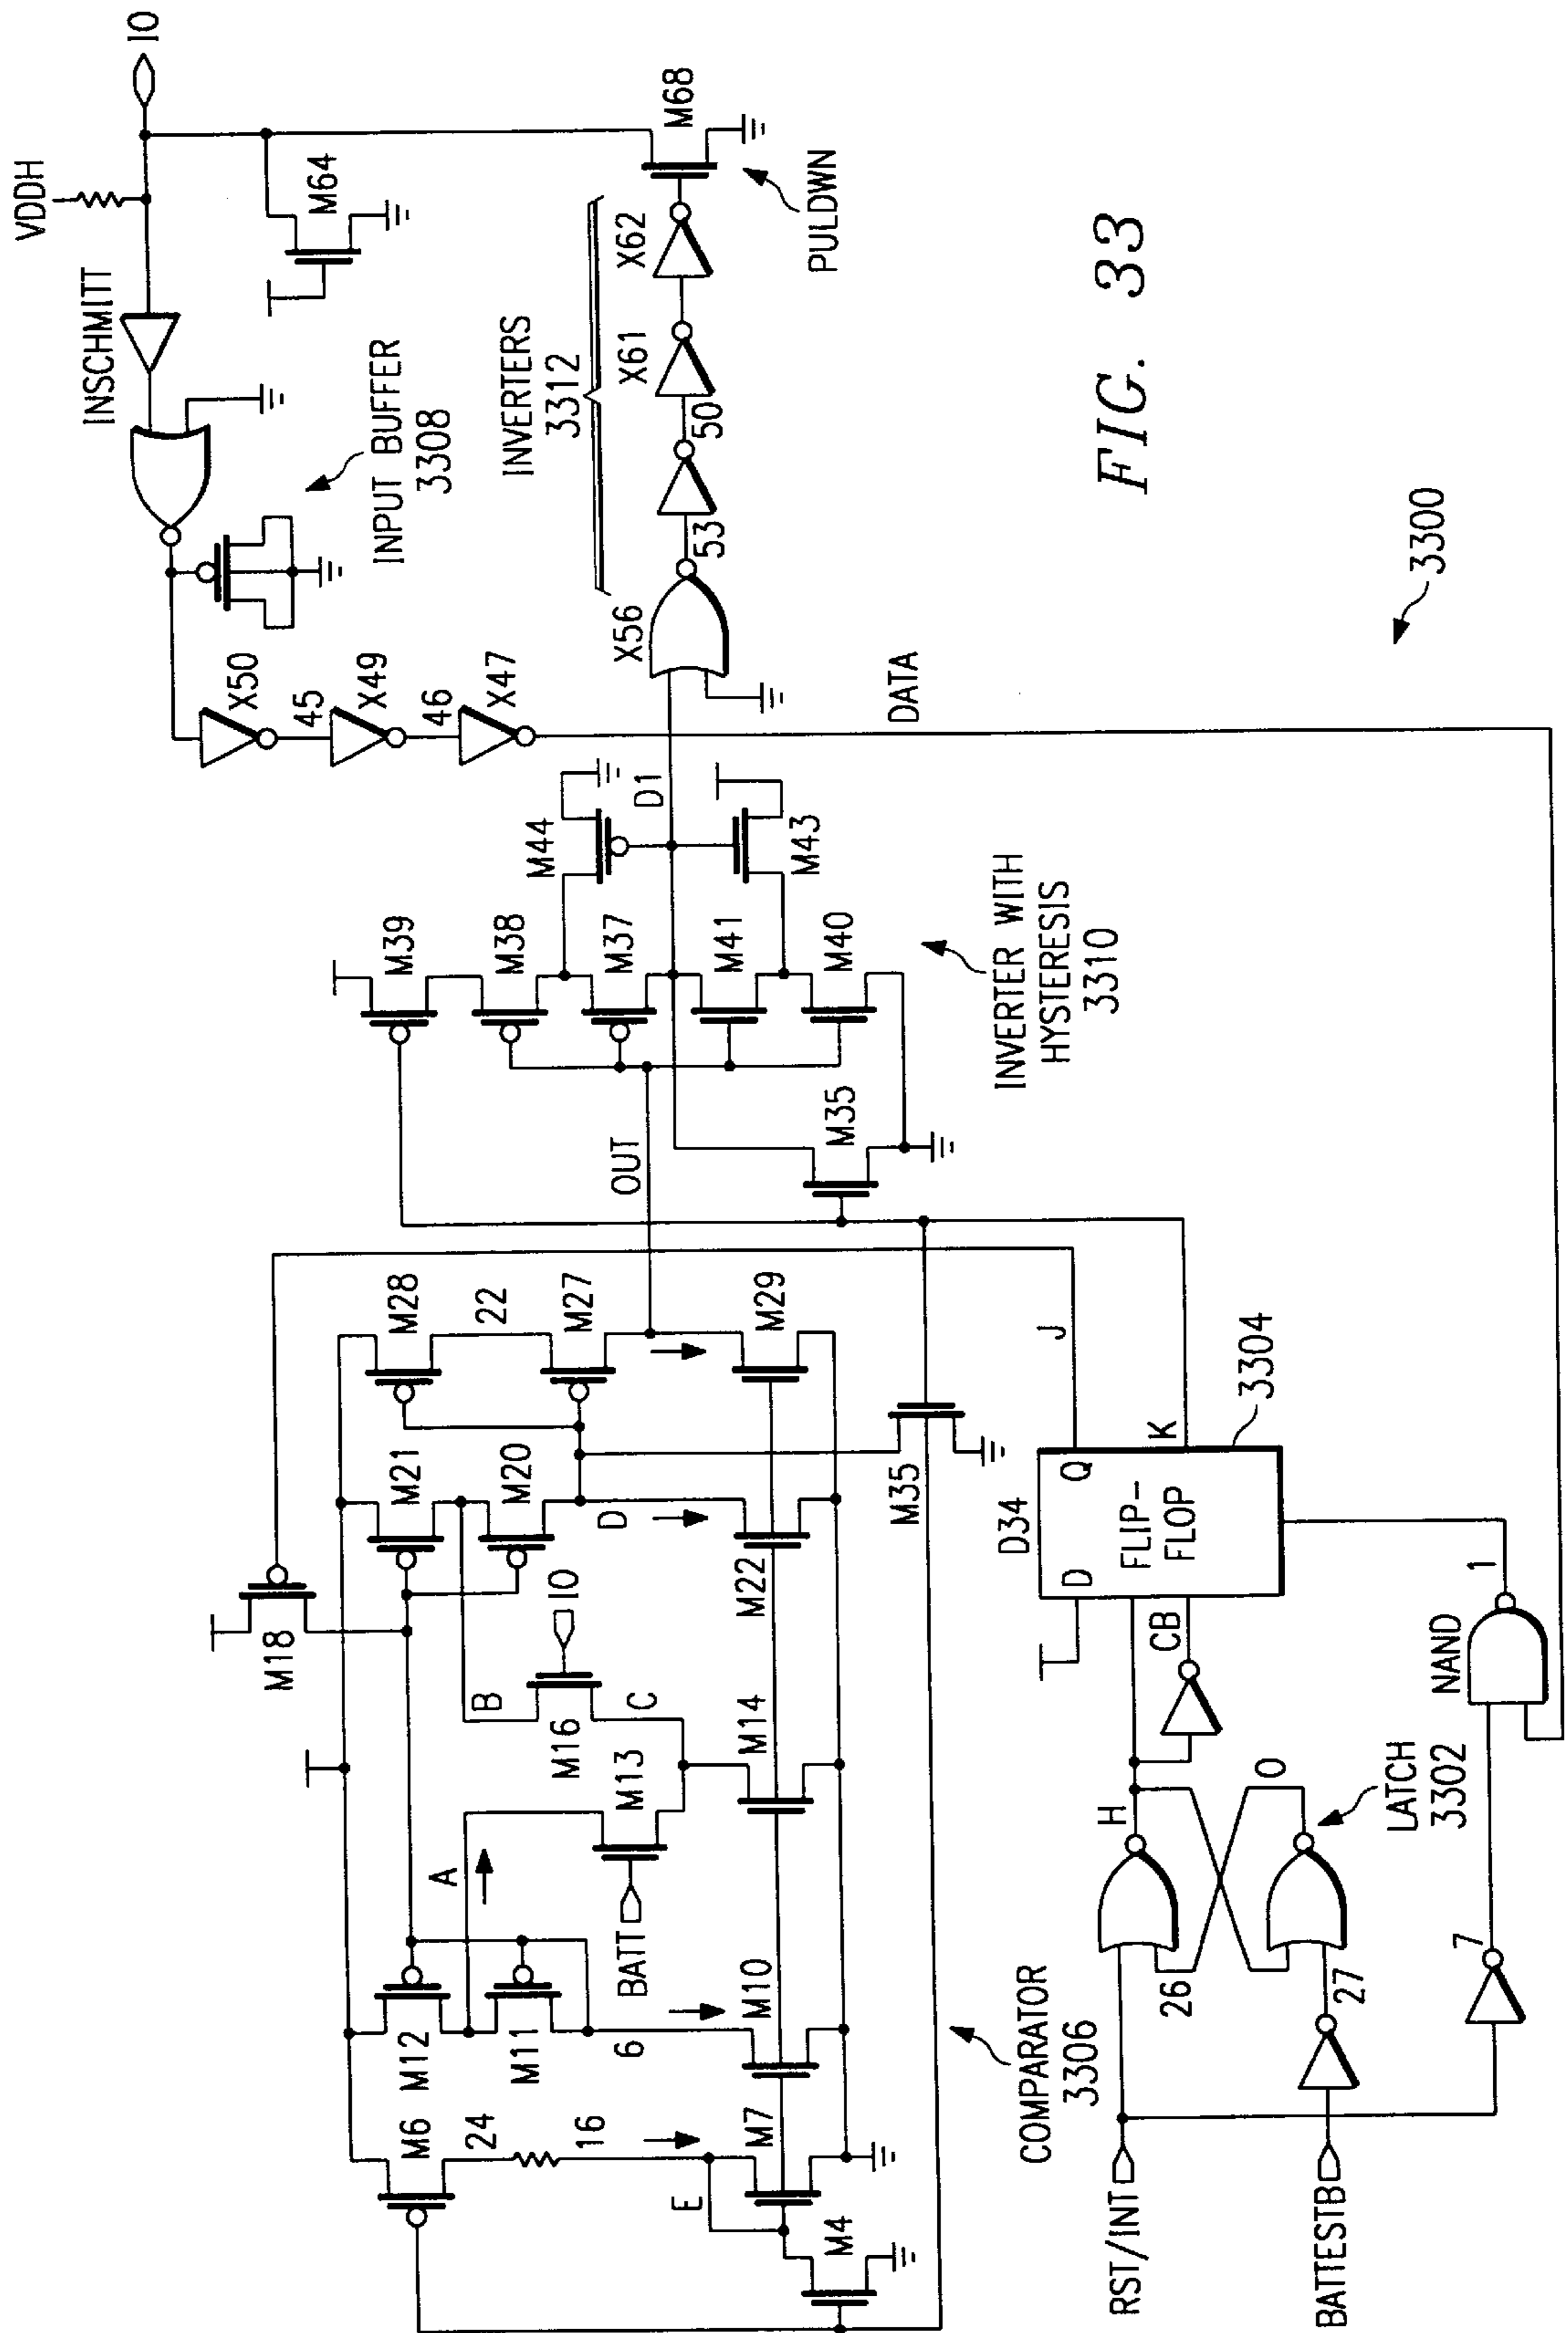 VDDH
IO
INSCHMITT
M64
INPUT BUFFER
3308
X50
45
X49
46
X47
DATA
INVERTERS
3312
X56
53
50
X61
X62
M68
PULDWN
M39
M38
M37
M41
M40
M44
D1
M43
M35
OUT
INVERTER WITH
HYSTERESIS
3310
M18
M28
22
M27
M29
M21
M20
D
M22
B
M16
IO
C
M14
M13
A
BATT
M12
M11
6
M10
M6
24
16
E
M7
M4
M35
COMPARATOR
3306
J
K
D34
D
Q
FLIP-
FLOP
3304
CB
H
26
27
O
LATCH
3302
NAND
1
7
RST/INT
BATTESTB
3300
FIG. 33